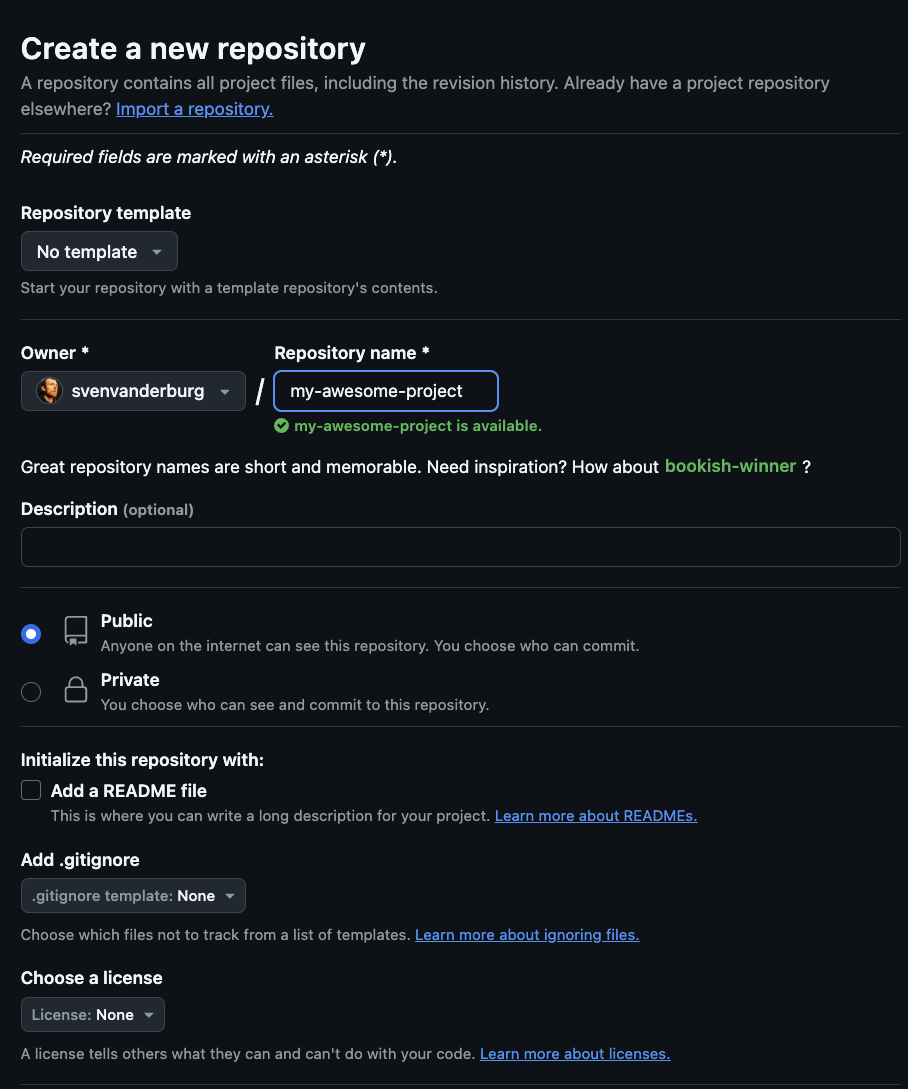 Create a new repository
A repository contains all project files, including the revision history. Already have a project repository
elsewhere? Import a repository.
Required fields are marked with an asterisk (*).
Repository template
No template
Start your repository with a template repository's contents.
Owner *
Repository name *
svenvanderburg
/
my-awesome-project
my-awesome-project is available.
Great repository names are short and memorable. Need inspiration? How about bookish-winner ?
Description (optional)
Public
Anyone on the internet can see this repository. You choose who can commit.
Private
You choose who can see and commit to this repository.
Initialize this repository with:
Add a README file
This is where you can write a long description for your project. Learn more about READMEs.
Add .gitignore
.gitignore template: None
Choose which files not to track from a list of templates. Learn more about ignoring files.
Choose a license
License: None
A license tells others what they can and can't do with your code. Learn more about licenses.